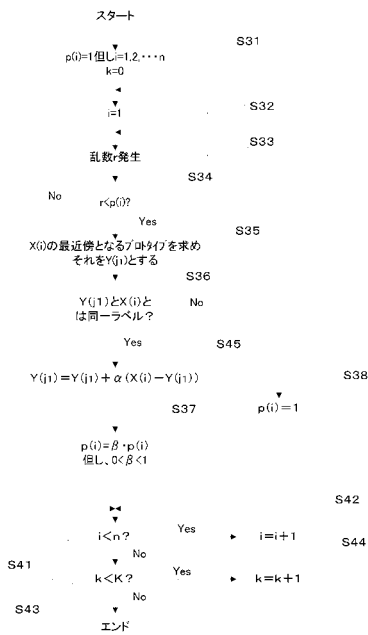 スタート
S31
p(i)=1但しi=1,2,・・・n
k=0
S32
i=1
S33
乱数r発生
S34
No
r<p(i)?
Yes
S35
X(i)の最近傍となるプロトタイプを求め
それをY(j1)とする
S36
Y(j1)とX(i)と
は同一ラベル？
No
Yes
S45
Y(j1)=Y(j1)+α(X(i)-Y(j1))
S38
S37
p(i)=1
p(i)=β・p(i)
但し、0<β<1
S42
i<n?
Yes
i=i+1
S44
No
S41
k<K?
Yes
k=k+1
No
S43
エンド